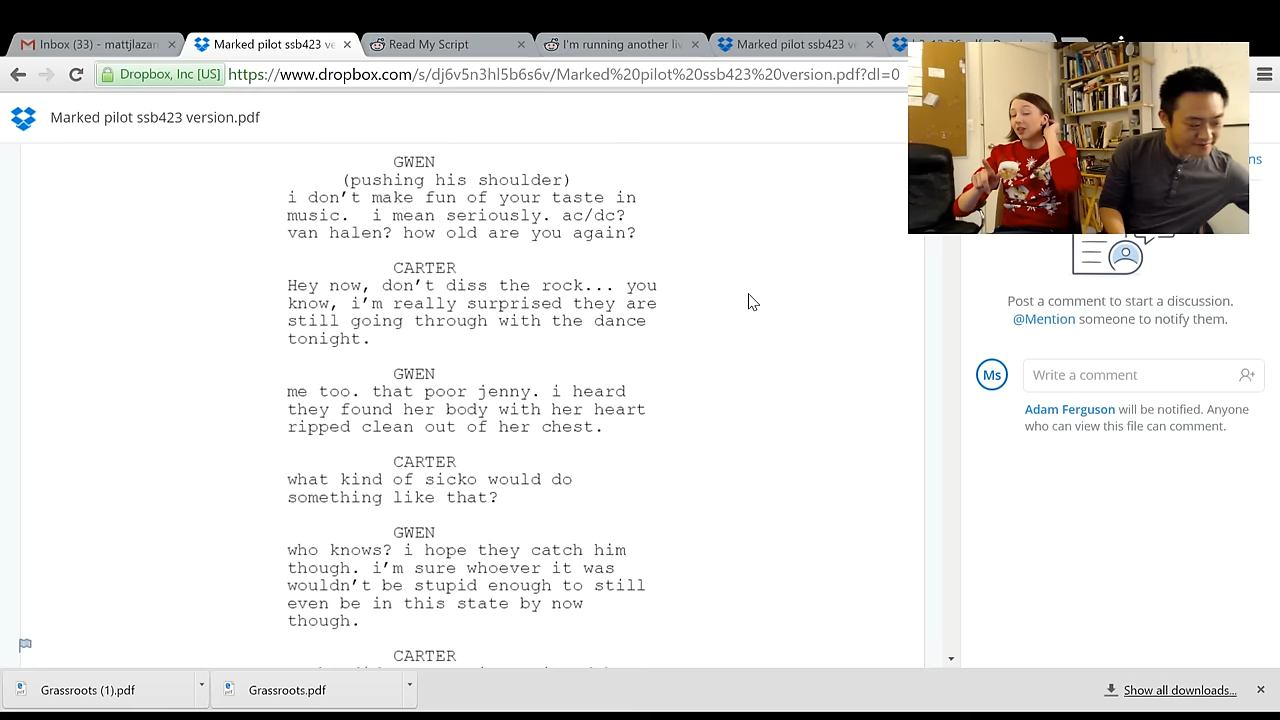 Inbox (33) - mattjlazar
Marked pilot ssb423 ve
Read My Script
I'm running another li
Marked pilot ssb423 ve
Dropbox, Inc [US]
https://www.dropbox.com/s/dj6v5n3hl5b6s6v/Marked%20pilot%20ssb423%20version.pdf?dl=0
Marked pilot ssb423 version.pdf
GWEN
(pushing his shoulder)
i don't make fun of your taste in
music. i mean seriously. ac/dc?
van halen? how old are you again?
CARTER
Hey now, don't diss the rock... you
know, i'm really surprised they are
still going through with the dance
tonight.
GWEN
me too. that poor jenny. i heard
they found her body with her heart
ripped clean out of her chest.
CARTER
what kind of sicko would do
something like that?
GWEN
who knows? i hope they catch him
though. i'm sure whoever it was
wouldn't be stupid enough to still
even be in this state by now
though.
CARTER
ns
Post a comment to start a discussion.
@Mention someone to notify them.
Ms
Write a comment
Adam Ferguson will be notified. Anyone
who can view this file can comment.
Grassroots (1).pdf
Grassroots.pdf
Show all downloads...